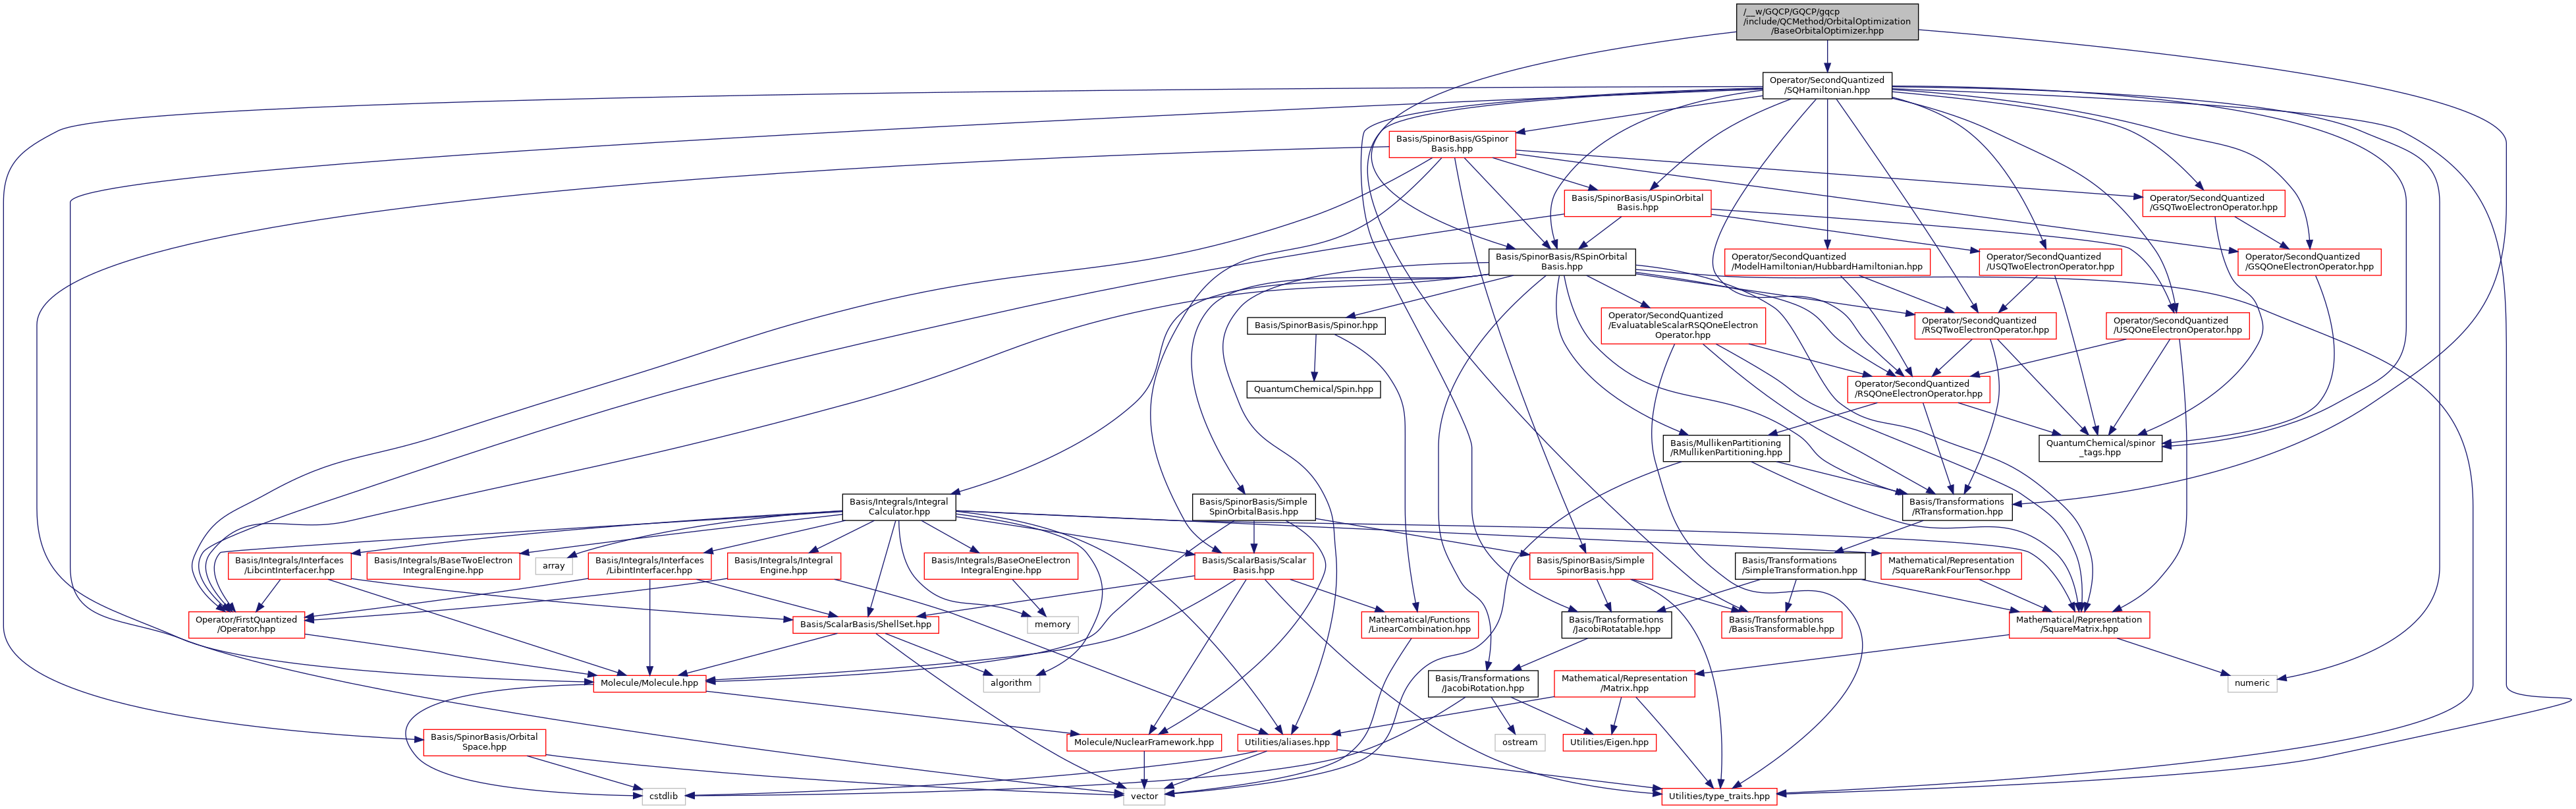 /__w/GQCP/GQCP/gqcp
/include/QCMethod/OrbitalOptimization
/BaseOrbitalOptimizer.hpp
Operator/SecondQuantized
/SQHamiltonian.hpp
Basis/SpinorBasis/GSpinor
Basis.hpp
Basis/SpinorBasis/USpinOrbital
Basis.hpp
Operator/SecondQuantized
/GSQTwoElectronOperator.hpp
Basis/SpinorBasis/RSpinOrbital
Basis.hpp
Operator/SecondQuantized
/ModelHamiltonian/HubbardHamiltonian.hpp
Operator/SecondQuantized
/USQTwoElectronOperator.hpp
Operator/SecondQuantized
/GSQOneElectronOperator.hpp
Basis/SpinorBasis/Spinor.hpp
Operator/SecondQuantized
/EvaluatableScalarRSQOneElectron
Operator.hpp
Operator/SecondQuantized
/RSQTwoElectronOperator.hpp
Operator/SecondQuantized
/USQOneElectronOperator.hpp
QuantumChemical/Spin.hpp
Operator/SecondQuantized
/RSQOneElectronOperator.hpp
Basis/MullikenPartitioning
/RMullikenPartitioning.hpp
QuantumChemical/spinor
_tags.hpp
Basis/Integrals/Integral
Calculator.hpp
Basis/SpinorBasis/Simple
SpinOrbitalBasis.hpp
Basis/Transformations
/RTransformation.hpp
Basis/Integrals/Interfaces
/LibcintInterfacer.hpp
Basis/Integrals/BaseTwoElectron
IntegralEngine.hpp
array
Basis/Integrals/Interfaces
/LibintInterfacer.hpp
Basis/Integrals/Integral
Engine.hpp
Basis/Integrals/BaseOneElectron
IntegralEngine.hpp
Basis/ScalarBasis/Scalar
Basis.hpp
Basis/SpinorBasis/Simple
SpinorBasis.hpp
Basis/Transformations
/SimpleTransformation.hpp
Mathematical/Representation
/SquareRankFourTensor.hpp
Operator/FirstQuantized
/Operator.hpp
Basis/ScalarBasis/ShellSet.hpp
memory
Mathematical/Functions
/LinearCombination.hpp
Basis/Transformations
/JacobiRotatable.hpp
Basis/Transformations
/BasisTransformable.hpp
Mathematical/Representation
/SquareMatrix.hpp
Molecule/Molecule.hpp
algorithm
Basis/Transformations
/JacobiRotation.hpp
Mathematical/Representation
/Matrix.hpp
numeric
Basis/SpinorBasis/Orbital
Space.hpp
Molecule/NuclearFramework.hpp
Utilities/aliases.hpp
ostream
Utilities/Eigen.hpp
cstdlib
vector
Utilities/type_traits.hpp